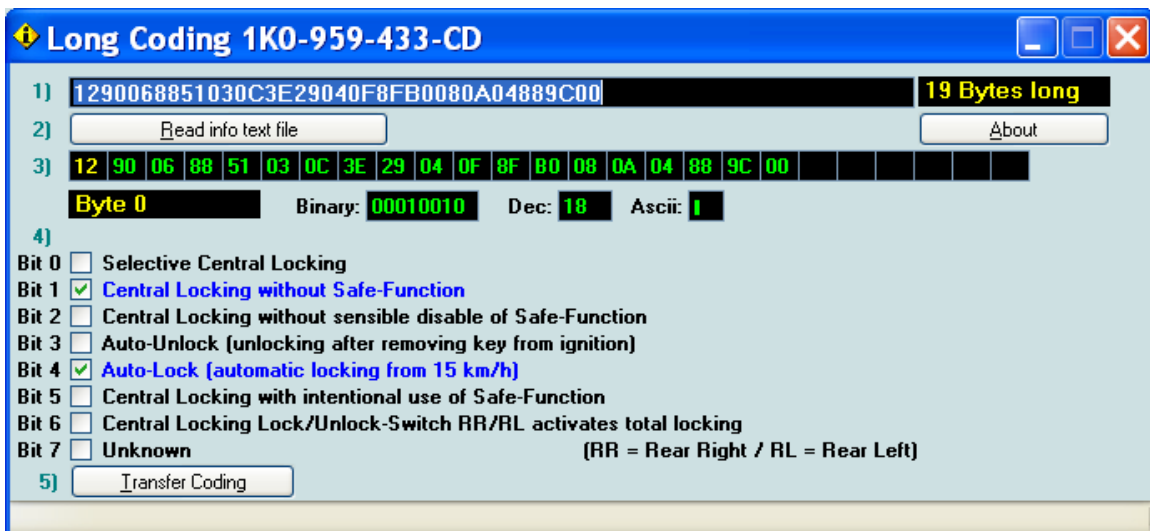 Long Coding 1K0-959-433-CD
1) 1290068851030C3E29040F8FB0080A04889C00 19 Bytes long
2) Read info text file About
3) 12 90 06 88 51 03 0C 3E 29 04 0F 8F B0 08 0A 04 88 9C 00
Byte 0 Binary: 00010010 Dec: 18 Ascii:
4)
Bit 0 Selective Central Locking
Bit 1 Central Locking without Safe-Function
Bit 2 Central Locking without sensible disable of Safe-Function
Bit 3 Auto-Unlock (unlocking after removing key from ignition)
Bit 4 Auto-Lock (automatic locking from 15 km/h)
Bit 5 Central Locking with intentional use of Safe-Function
Bit 6 Central Locking Lock/Unlock-Switch RR/RL activates total locking
Bit 7 Unknown (RR = Rear Right / RL = Rear Left)
5) Transfer Coding